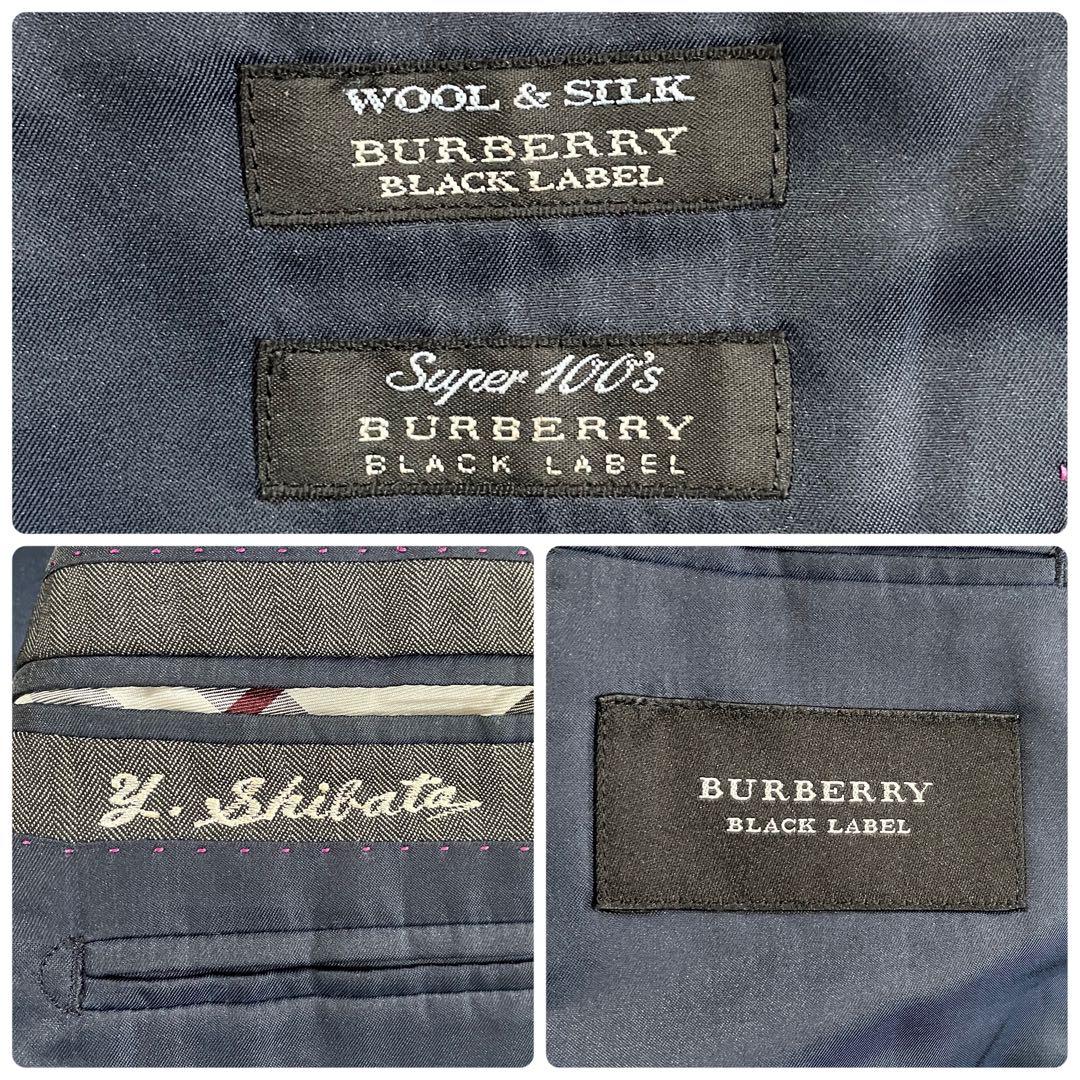 WOOL & SILK
BURBERRY
BLACK LABEL
Super 100's
BURBERRY
BLACK LABEL
y. Shibata
BURBERRY
BLACK LABEL